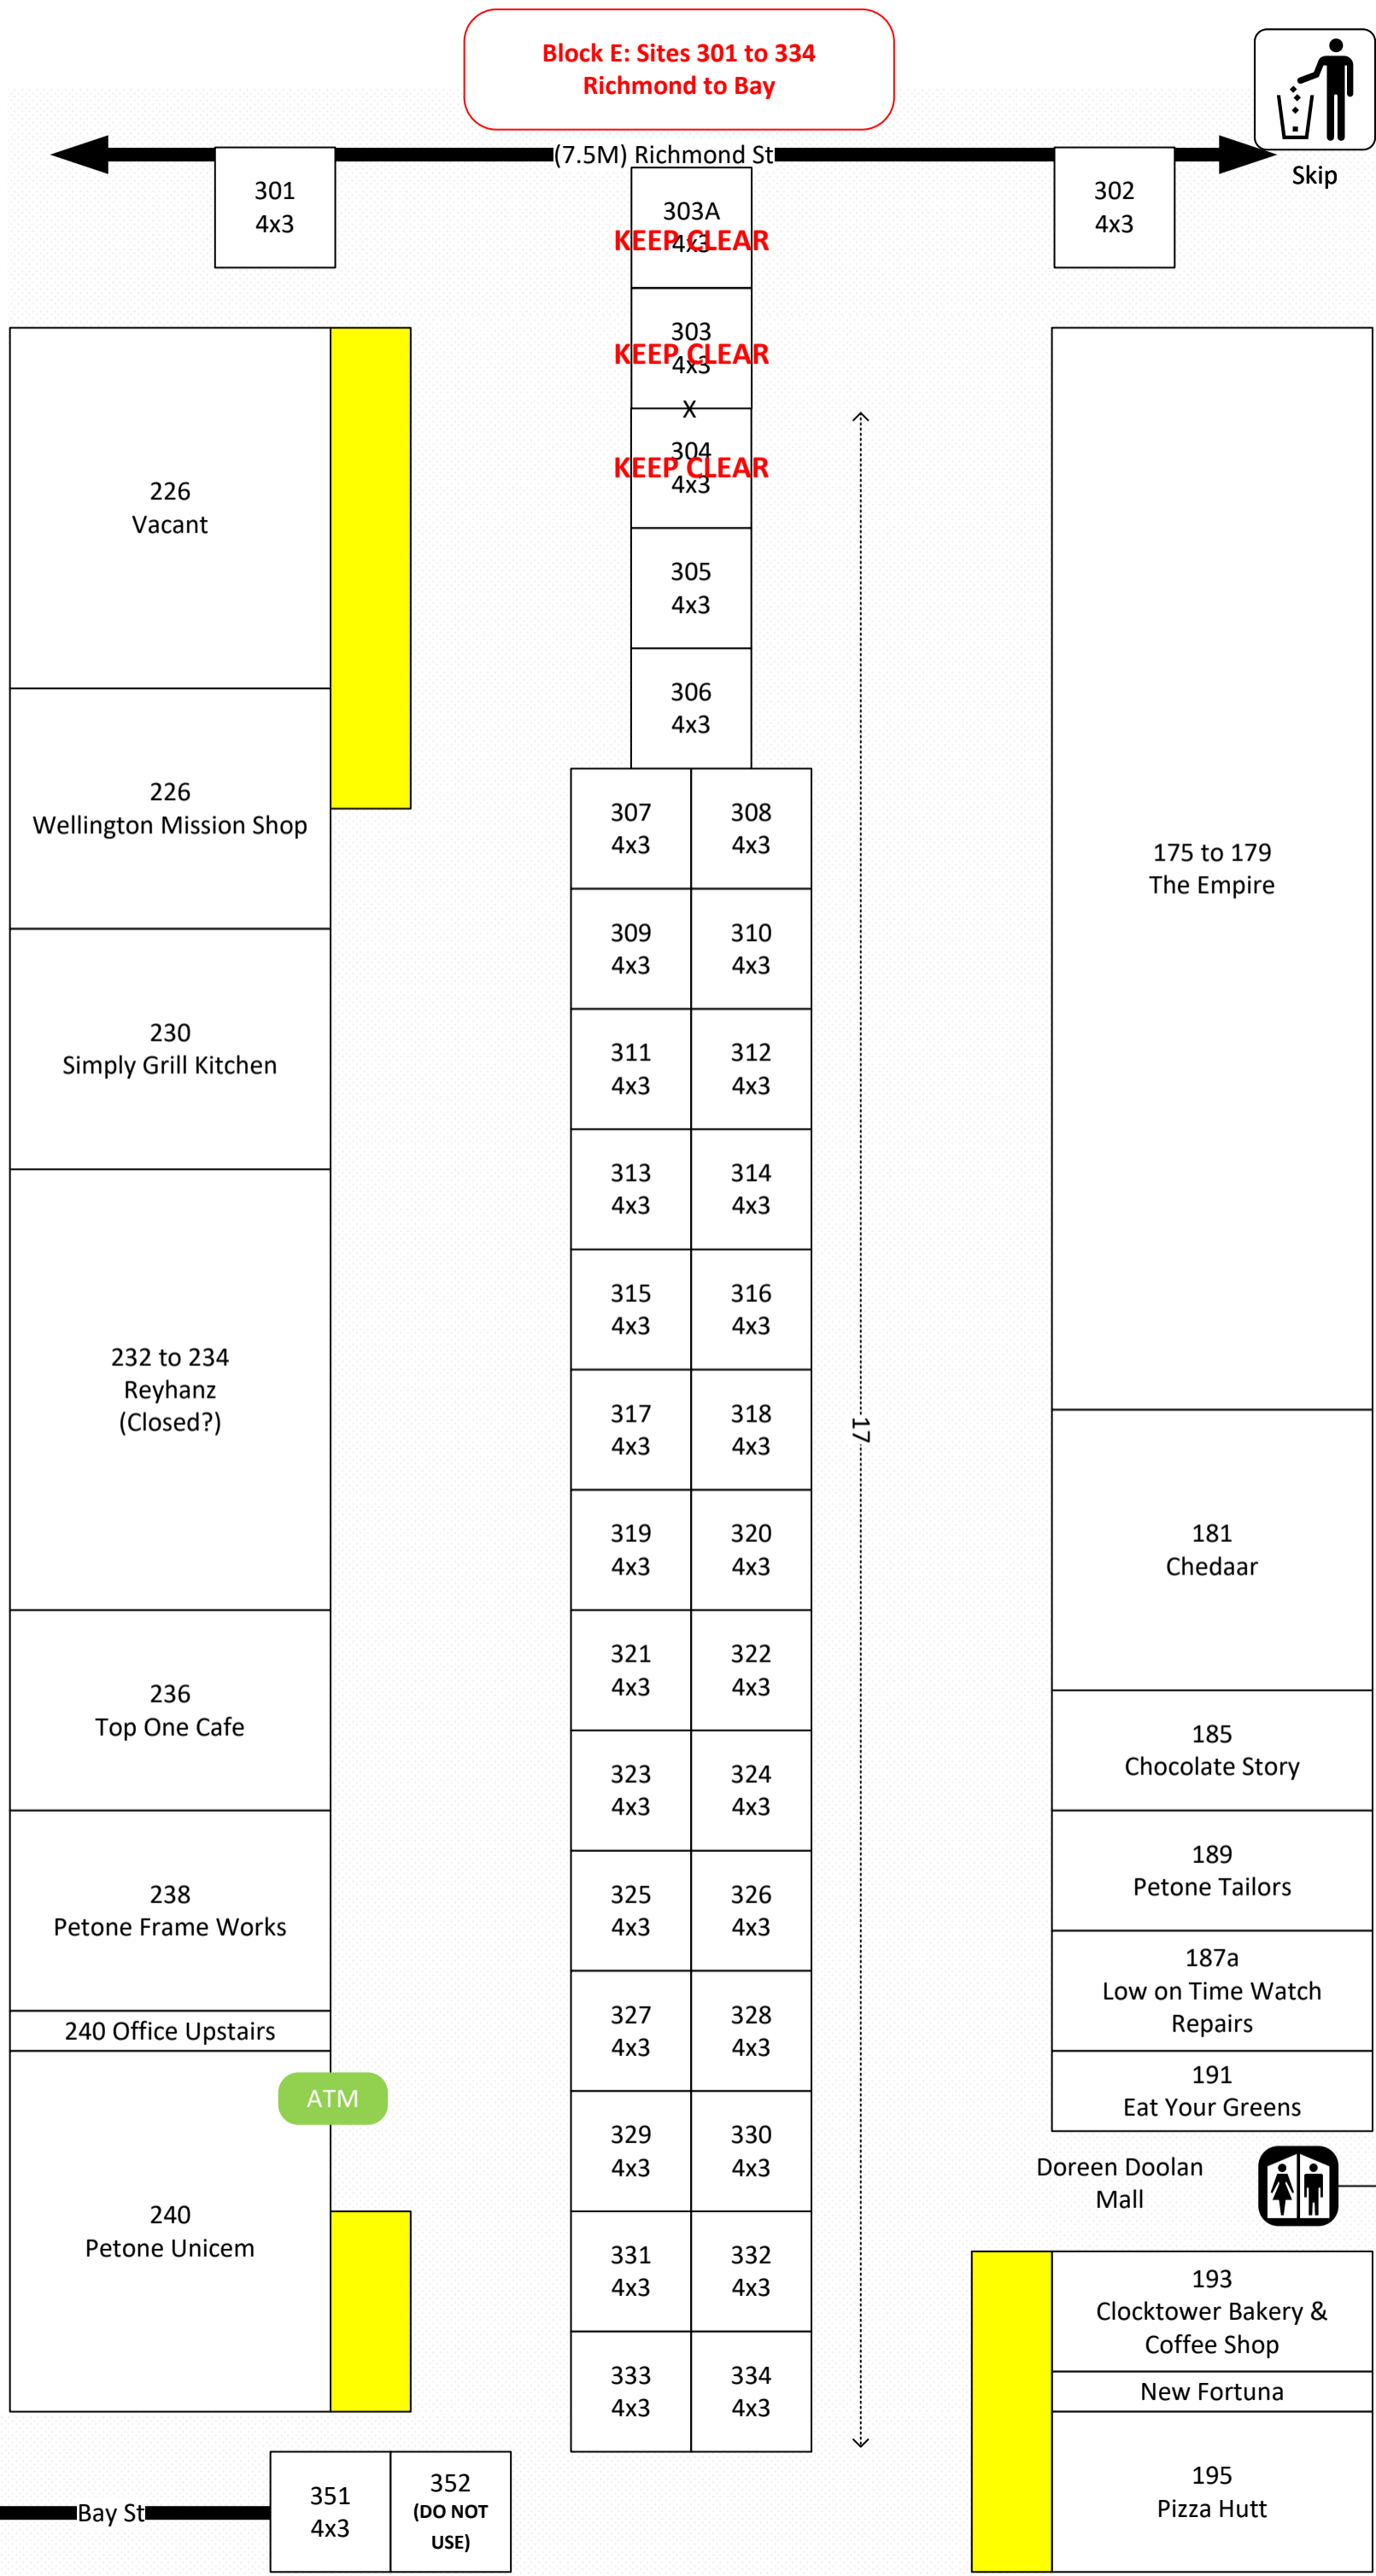 Block E: Sites 301 to 334
Richmond to Bay
Skip
(7.5M) Richmond St
301
4x3
302
4x3
303A
4x3
KEEP CLEAR
303
4x3
KEEP CLEAR
X
304
4x3
KEEP CLEAR
305
4x3
306
4x3
307
4x3
308
4x3
309
4x3
310
4x3
311
4x3
312
4x3
313
4x3
314
4x3
315
4x3
316
4x3
317
4x3
318
4x3
319
4x3
320
4x3
321
4x3
322
4x3
323
4x3
324
4x3
325
4x3
326
4x3
327
4x3
328
4x3
329
4x3
330
4x3
331
4x3
332
4x3
333
4x3
334
4x3
17
226
Vacant
226
Wellington Mission Shop
230
Simply Grill Kitchen
232 to 234
Reyhanz
(Closed?)
236
Top One Cafe
238
Petone Frame Works
240 Office Upstairs
ATM
240
Petone Unicem
175 to 179
The Empire
181
Chedaar
185
Chocolate Story
189
Petone Tailors
187a
Low on Time Watch
Repairs
191
Eat Your Greens
Doreen Doolan
Mall
193
Clocktower Bakery &
Coffee Shop
New Fortuna
195
Pizza Hutt
Bay St
351
4x3
352
(DO NOT
USE)